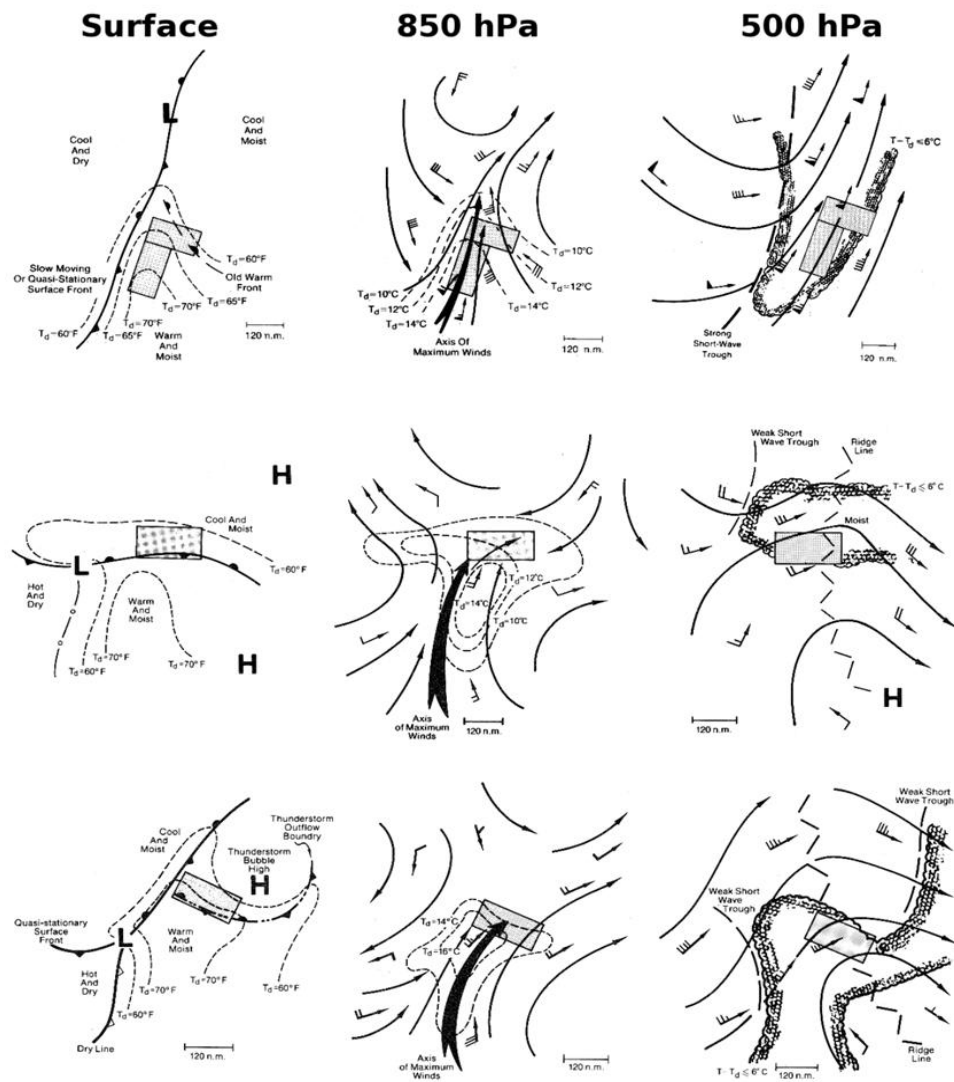 Surface
850 hPa
500 hPa
L
Cool
And
Dry
Cool
And
Moist
Slow Moving
Or Quasi-Stationary
Surface Front
Td=60°F
Old Warm
Front
Td=65°F
Td=70°F
Td=70°F
Td=65°F
Td=60°F
Warm
And
Moist
120 n.m.
Td=10°C
Td=12°C
Td=14°C
Td=10°C
Td=12°C
Td=14°C
Axis Of
Maximum Winds
120 n.m.
T-Td≤6°C
Strong
Short-Wave
Trough
120 n.m.
H
Cool And
Moist
L
Hot
And
Dry
Warm
And
Moist
Td=60°F
Td=70°F
Td=60°F
Td=70°F
H
Td=12°C
Td=14°C
Td=10°C
Axis
of Maximum
Winds
120 n.m.
Weak Short
Wave Trough
Ridge
Line
T-Td≤6°C
Moist
H
120 n.m.
Cool
And
Moist
Thunderstorm
Outflow
Boundry
Thunderstorm
Bubble
High
H
Quasi-stationary
Surface
Front
L
Warm
And
Moist
Hot
And
Dry
Td=70°F
Td=60°F
Td=70°F
Td=60°F
Dry Line
120 n.m.
Td=14°C
Td=16°C
Axis
of Maximum
Winds
120 n.m.
Weak Short
Wave Trough
Weak Short
Wave
Trough
T-Td≤6°C
120 n.m.
Ridge
Line